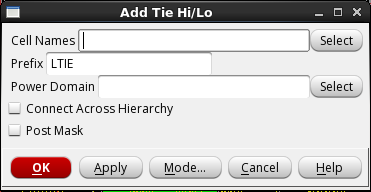 Add Tie Hi/Lo
Cell Names Select
Prefix LTIE
Power Domain Select
Connect Across Hierarchy
Post Mask
OK Apply Mode... Cancel Help